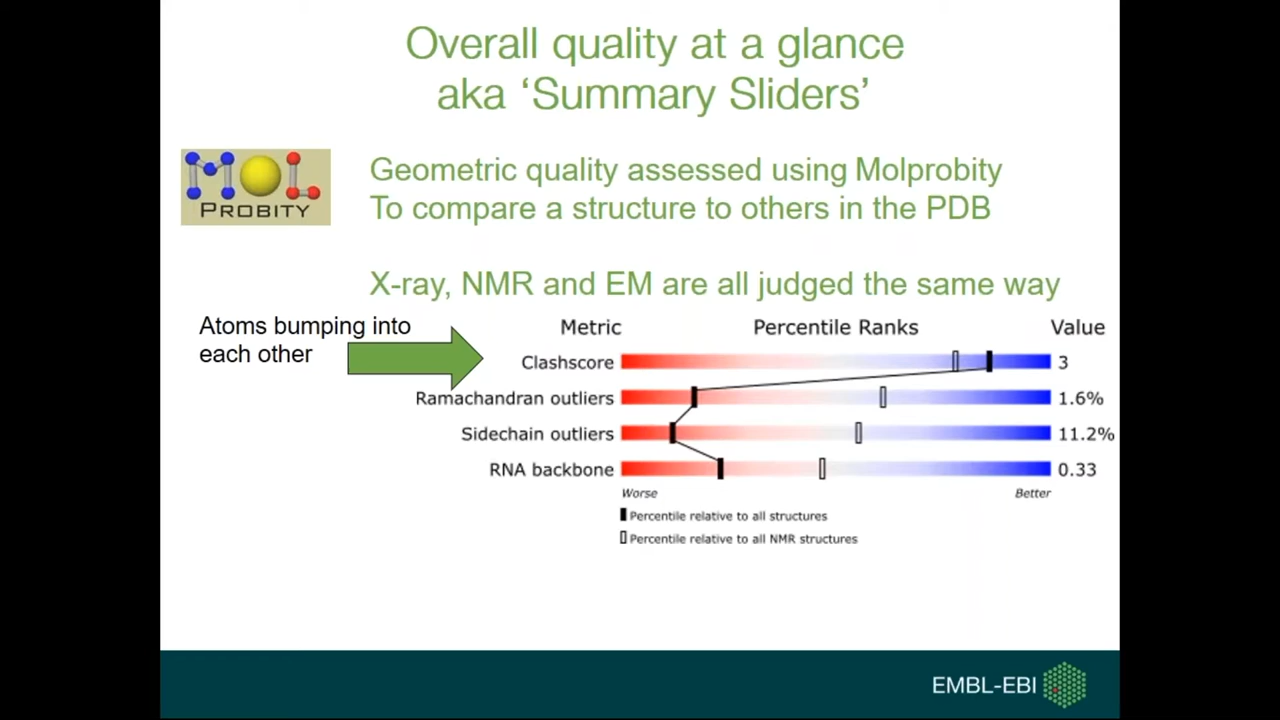 Overall quality at a glance
aka ‘Summary Sliders’
MOL
PROBITY
Geometric quality assessed using Molprobity
To compare a structure to others in the PDB
X-ray, NMR and EM are all judged the same way
Atoms bumping into
each other
Metric Percentile Ranks Value
Clashscore 3
Ramachandran outliers 1.6%
Sidechain outliers 11.2%
RNA backbone 0.33
Worse Better
Percentile relative to all structures
Percentile relative to all NMR structures
EMBL-EBI